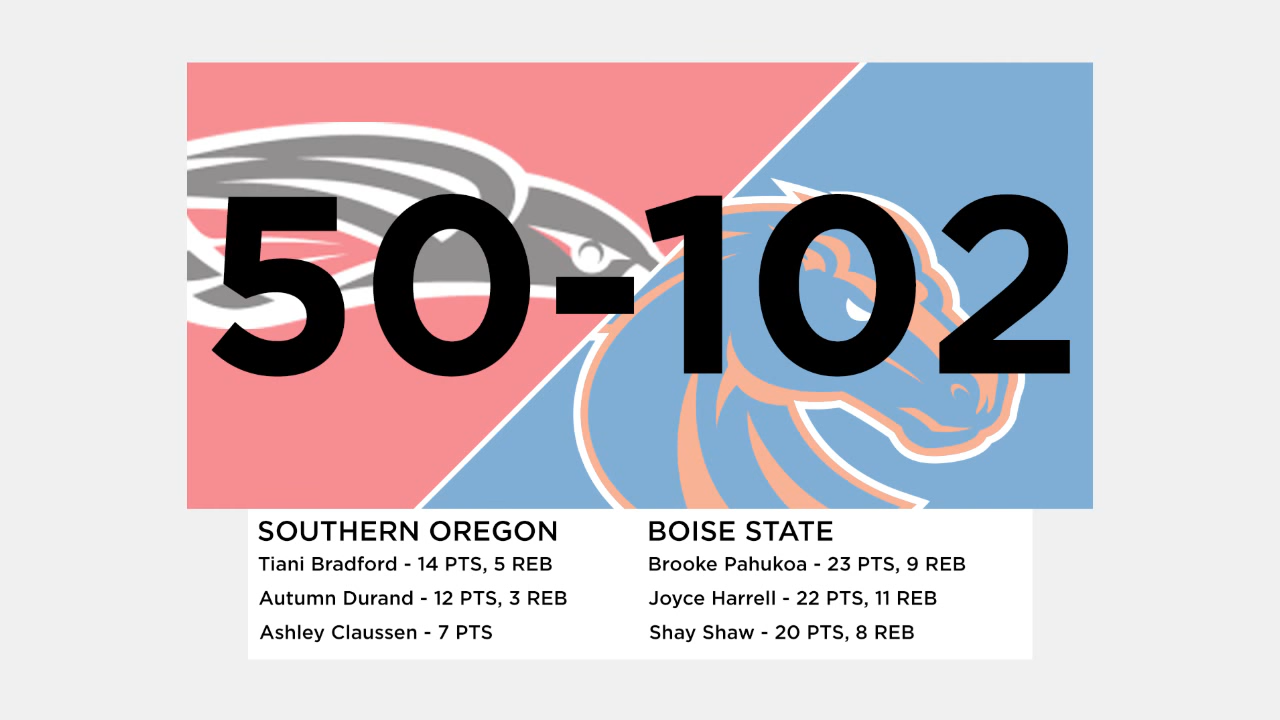 50-102
SOUTHERN OREGON
Tiani Bradford - 14 PTS, 5 REB
Autumn Durand - 12 PTS, 3 REB
Ashley Claussen - 7 PTS
BOISE STATE
Brooke Pahukoa - 23 PTS, 9 REB
Joyce Harrell - 22 PTS, 11 REB
Shay Shaw - 20 PTS, 8 REB